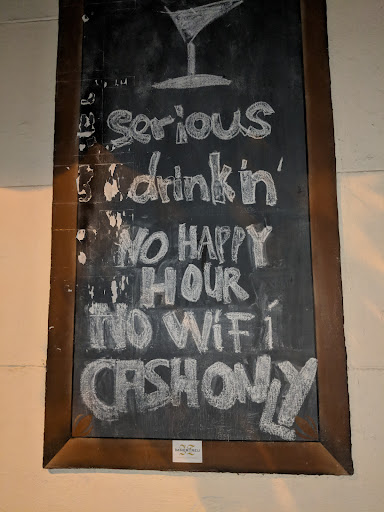 serious
drink'n'
NO HAPPY
HOUR
NO WiFi
CASH ONLY